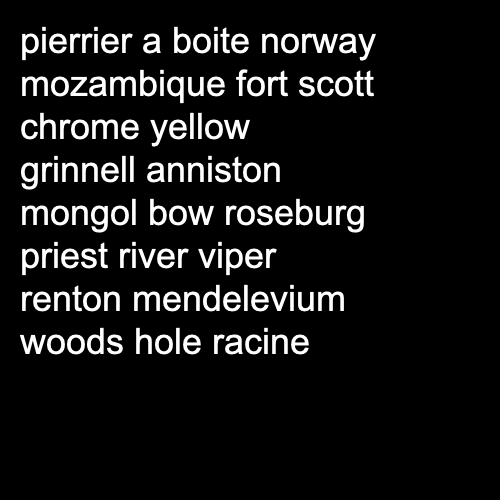 pierrier a boite norway
mozambique fort scott
chrome yellow
grinnell anniston
mongol bow roseburg
priest river viper
renton mendelevium
woods hole racine